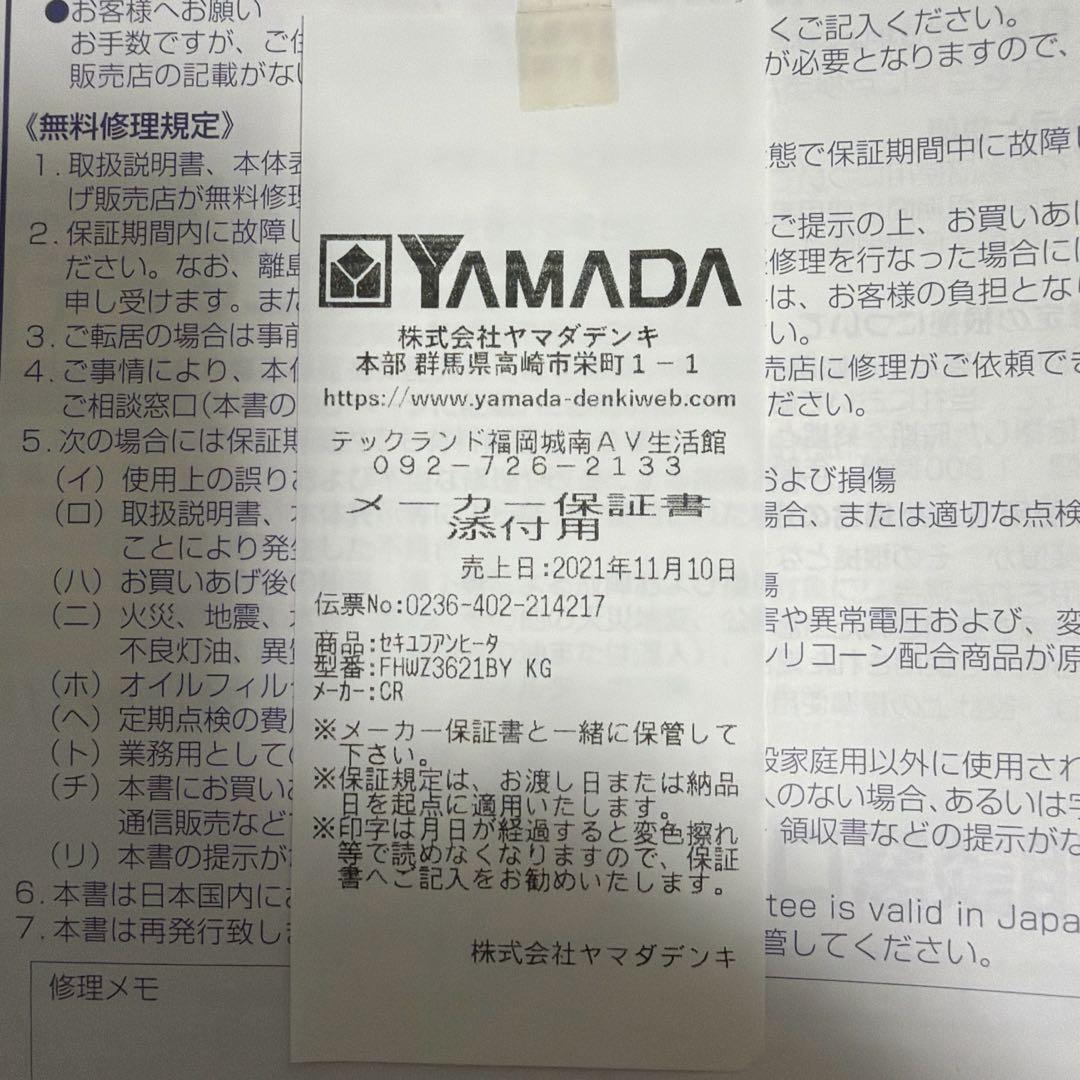 ●お客様へお願い
お手数ですが、ご住
販売店の記載がない
くご記入ください。
が必要となりますので、
《無料修理規定》
1. 取扱説明書、本体表
態で保証期間中に故障し
げ販売店が無料修理
2. 保証期間内に故障し
ご提示の上、お買いあげ
ださい。なお、離島
修理を行なった場合には
申し受けます。また
は、お客様の負担となり
3. ご転居の場合は事前
い。
4. ご事情により、本保
売店に修理がご依頼でき
ご相談窓口(本書の
ださい。
5. 次の場合には保証期
(イ) 使用上の誤り
および損傷
(ロ) 取扱説明書、
場合、または適切な点検
ことにより発生
(ハ) お買いあげ後の
傷
(ニ) 火災、地震、
害や異常電圧および、変
不良灯油、異質
シリコーン配合商品が原
(ホ) オイルフィル
(ヘ) 定期点検の費用
(ト) 業務用としての
般家庭用以外に使用され
(チ) 本書にお買い
入のない場合、あるいは字
通信販売など
領収書などの提示がな
(リ) 本書の提示が
6. 本書は日本国内に
tee is valid in Japa
7. 本書は再発行致しま
管してください。
修理メモ
YAMADA
株式会社ヤマダデンキ
本部 群馬県高崎市栄町1-1
https://www.yamada-denkiweb.com
テックランド福岡城南AV生活館
092-726-2133
メーカー保証書
添付用
売上日:2021年11月10日
伝票No:0236-402-214217
商品:セキユフアンヒータ
型番:FHWZ3621BY KG
メーカー:CR
※メーカー保証書と一緒に保管して
下さい。
※保証規定は、お渡し日または納品
日を起点に適用いたします。
※印字は月日が経過すると変色擦れ
等で読めなくなりますので、保証
書へご記入をお勧めいたします。
株式会社ヤマダデンキ